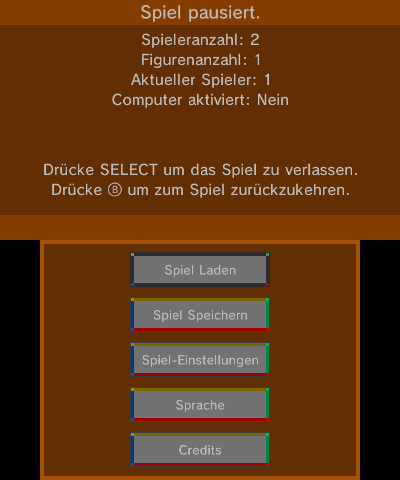 Spiel pausiert.
Spieleranzahl: 2
Figurenanzahl: 1
Aktueller Spieler: 1
Computer aktiviert: Nein
Drücke SELECT um das Spiel zu verlassen.
Drücke Ⓑ um zum Spiel zurückzukehren.
Spiel Laden
Spiel Speichern
Spiel-Einstellungen
Sprache
Credits